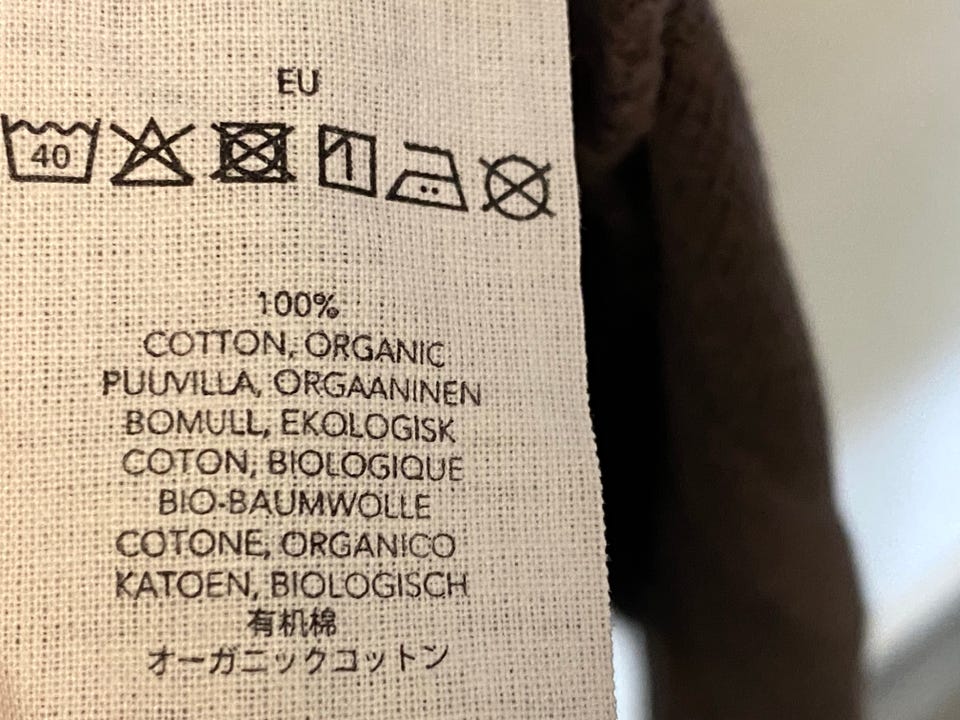 EU
40
100%
COTTON, ORGANIC
PUUVILLA, ORGAANINEN
BOMULL, EKOLOGISK
COTON, BIOLOGIQUE
BIO-BAUMWOLLE
COTONE, ORGANICO
KATOEN, BIOLOGISCH
有机棉
オーガニックコットン